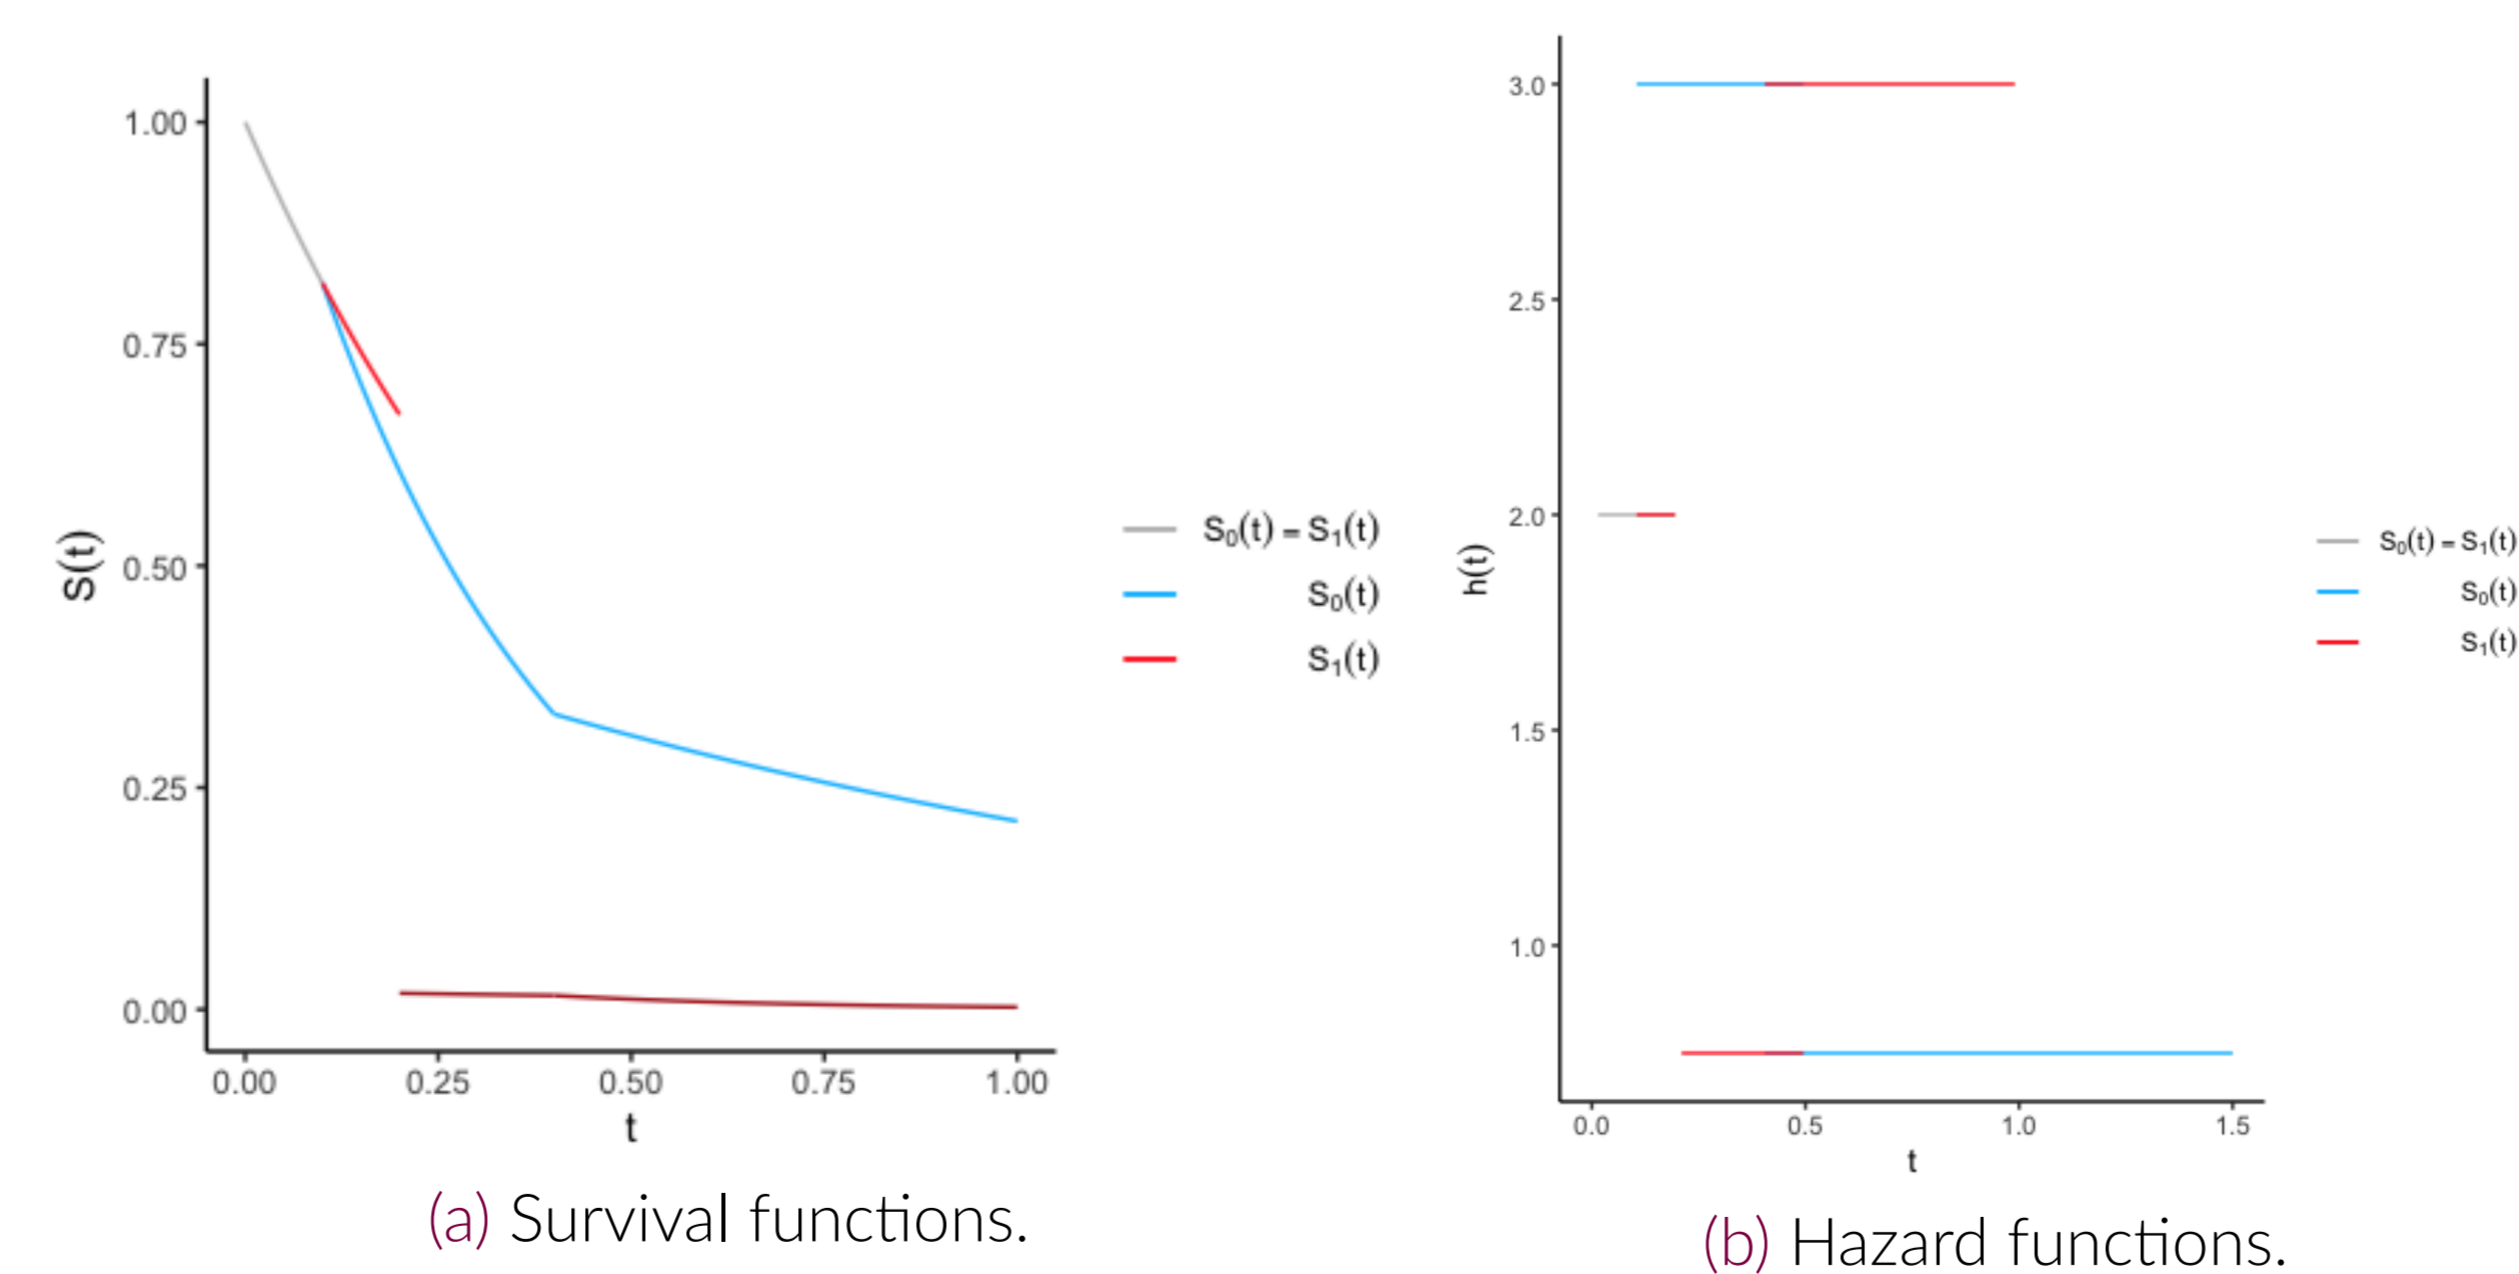 S(t)
1.00
0.75
0.50
0.25
0.00
0.00 0.25 0.50 0.75 1.00
t
S₀(t) = S₁(t)
S₀(t)
S₁(t)
(a) Survival functions.
h(t)
3.0
2.5
2.0
1.5
1.0
0.0 0.5 1.0 1.5
t
S₀(t) = S₁(t)
S₀(t)
S₁(t)
(b) Hazard functions.